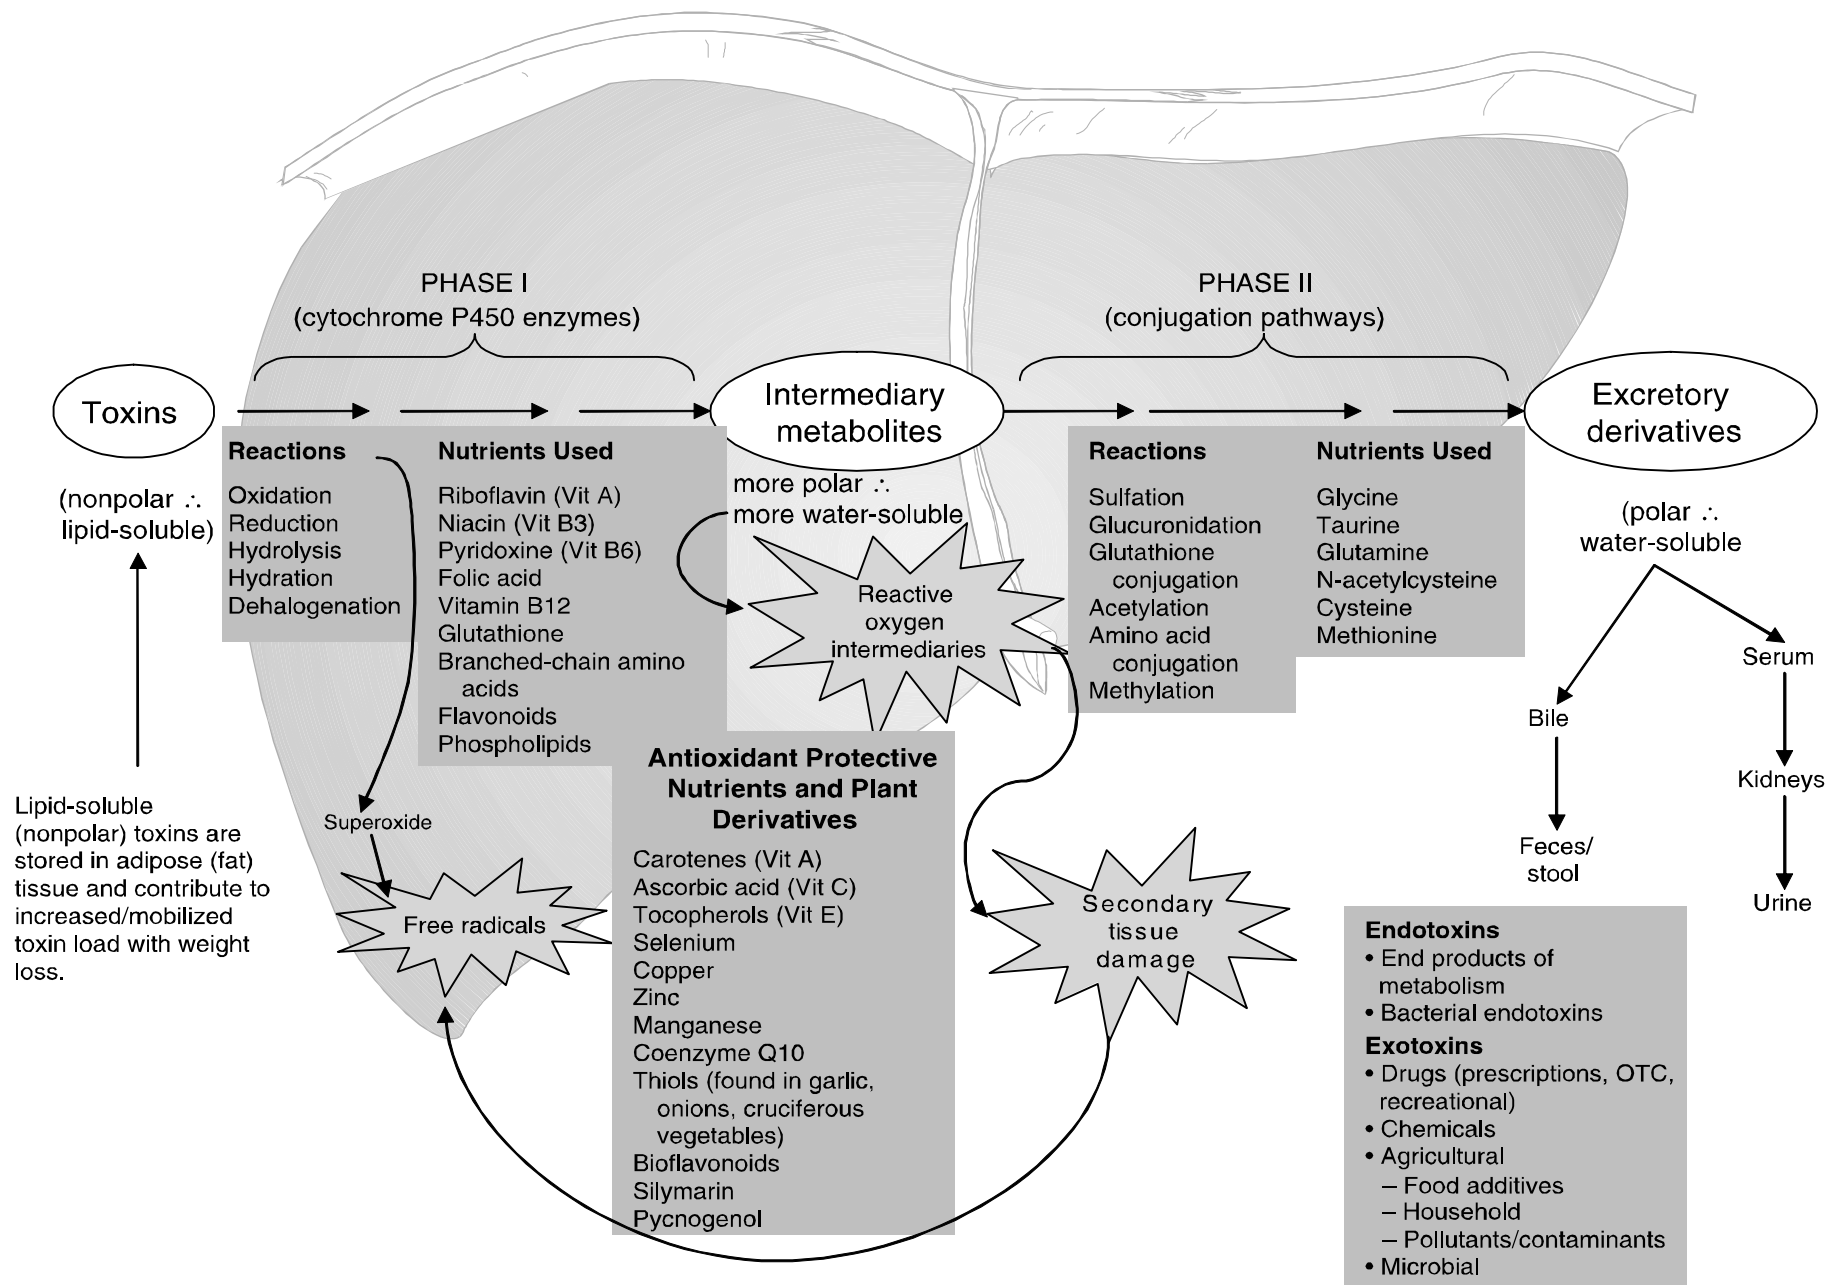 PHASE I
(cytochrome P450 enzymes)
PHASE II
(conjugation pathways)
Toxins
Intermediary
metabolites
Excretory
derivatives
(nonpolar ∴
lipid-soluble)
Reactions
Oxidation
Reduction
Hydrolysis
Hydration
Dehalogenation
Nutrients Used
Riboflavin (Vit A)
Niacin (Vit B3)
Pyridoxine (Vit B6)
Folic acid
Vitamin B12
Glutathione
Branched-chain amino
acids
Flavonoids
Phospholipids
more polar ∴
more water-soluble
Reactive
oxygen
intermediaries
Reactions
Sulfation
Glucuronidation
Glutathione
conjugation
Acetylation
Amino acid
conjugation
Methylation
Nutrients Used
Glycine
Taurine
Glutamine
N-acetylcysteine
Cysteine
Methionine
(polar ∴
water-soluble
Serum
Bile
Kidneys
Feces/
stool
Urine
Lipid-soluble
(nonpolar) toxins are
stored in adipose (fat)
tissue and contribute to
increased/mobilized
toxin load with weight
loss.
Superoxide
Free radicals
Antioxidant Protective
Nutrients and Plant
Derivatives
Carotenes (Vit A)
Ascorbic acid (Vit C)
Tocopherols (Vit E)
Selenium
Copper
Zinc
Manganese
Coenzyme Q10
Thiols (found in garlic,
onions, cruciferous
vegetables)
Bioflavonoids
Silymarin
Pycnogenol
Secondary
tissue
damage
Endotoxins
• End products of
metabolism
• Bacterial endotoxins
Exotoxins
• Drugs (prescriptions, OTC,
recreational)
• Chemicals
• Agricultural
– Food additives
– Household
– Pollutants/contaminants
• Microbial